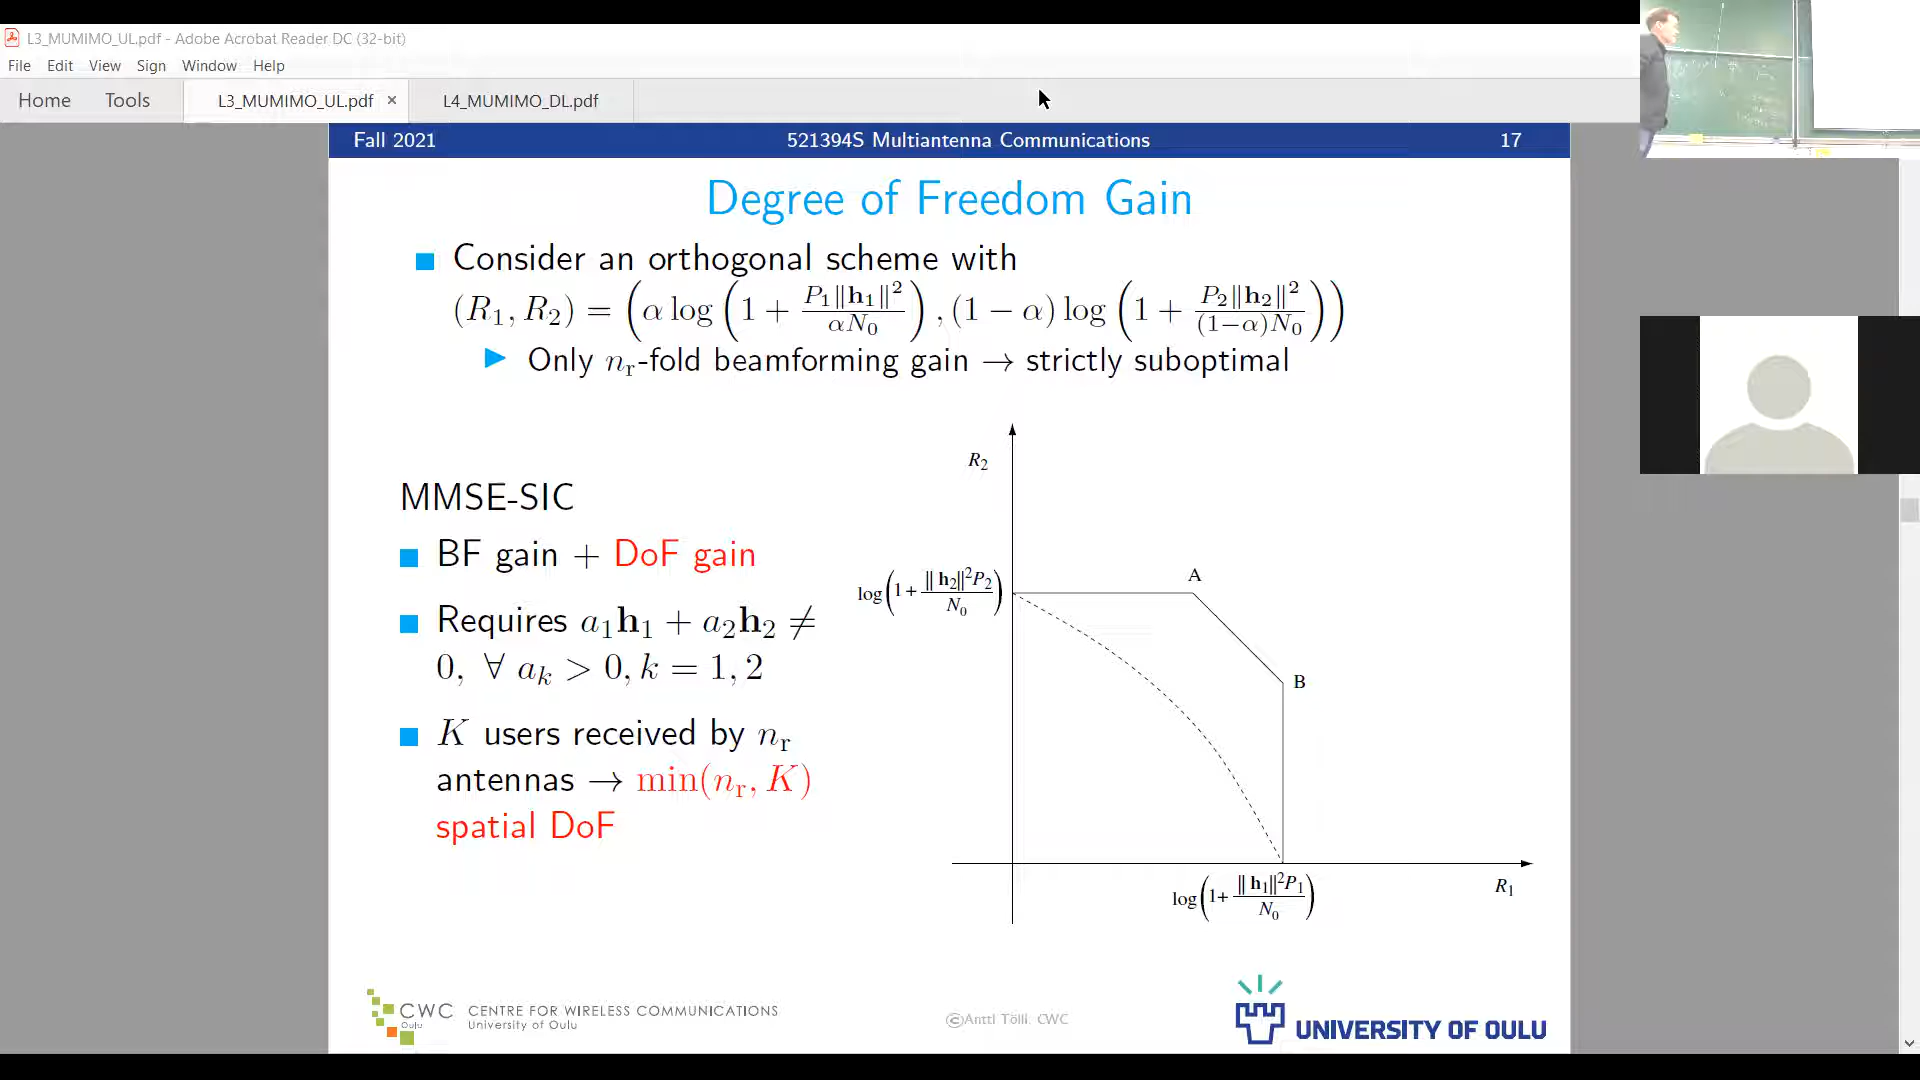 L3_MUMIMO_UL.pdf - Adobe Acrobat Reader DC (32-bit)
File Edit View Sign Window Help
Home Tools L3_MUMIMO_UL.pdf × L4_MUMIMO_DL.pdf
Fall 2021 521394S Multiantenna Communications 17
Degree of Freedom Gain
Consider an orthogonal scheme with
(R₁, R₂) = (α log(1 + P₁‖h₁‖²/(αN₀)), (1 − α) log(1 + P₂‖h₂‖²/((1−α)N₀)))
▶ Only nᵣ-fold beamforming gain → strictly suboptimal
MMSE-SIC
BF gain + DoF gain
Requires a₁h₁ + a₂h₂ ≠
0, ∀ aₖ > 0, k = 1, 2
K users received by nᵣ
antennas → min(nᵣ, K)
spatial DoF
R₂
A
log(1 + ‖h₂‖²P₂/N₀)
B
R₁
log(1 + ‖h₁‖²P₁/N₀)
CWC CENTRE FOR WIRELESS COMMUNICATIONS
Oulu University of Oulu
©Antti Tölli, CWC
UNIVERSITY OF OULU